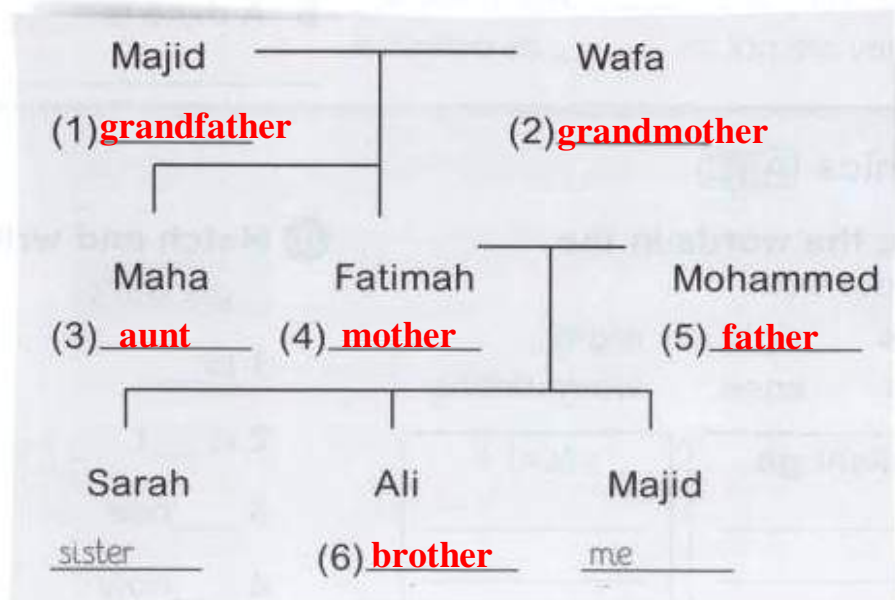 Majid Wafa
(1) grandfather (2) grandmother
Maha Fatimah Mohammed
(3) aunt (4) mother (5) father
Sarah Ali Majid
sister (6) brother me